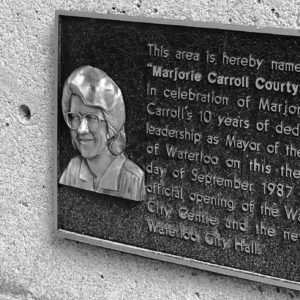 This area is hereby name
"Marjorie Carroll Courty
In celebration of Marjor
Carroll's 10 years of ded
leadership as Mayor of the
of Waterloo on this the
day of September 1987
official opening of the Wa
City Centre and the ne
Waterloo City Hall.